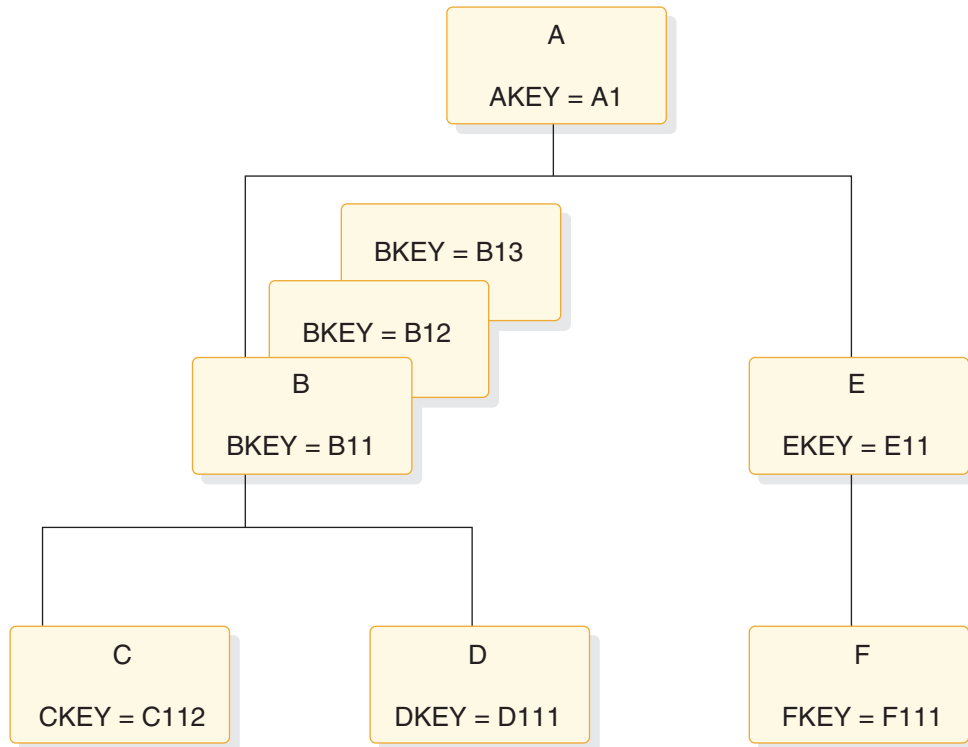 A
AKEY = A1
BKEY = B13
BKEY = B12
B
BKEY = B11
E
EKEY = E11
C
CKEY = C112
D
DKEY = D111
F
FKEY = F111